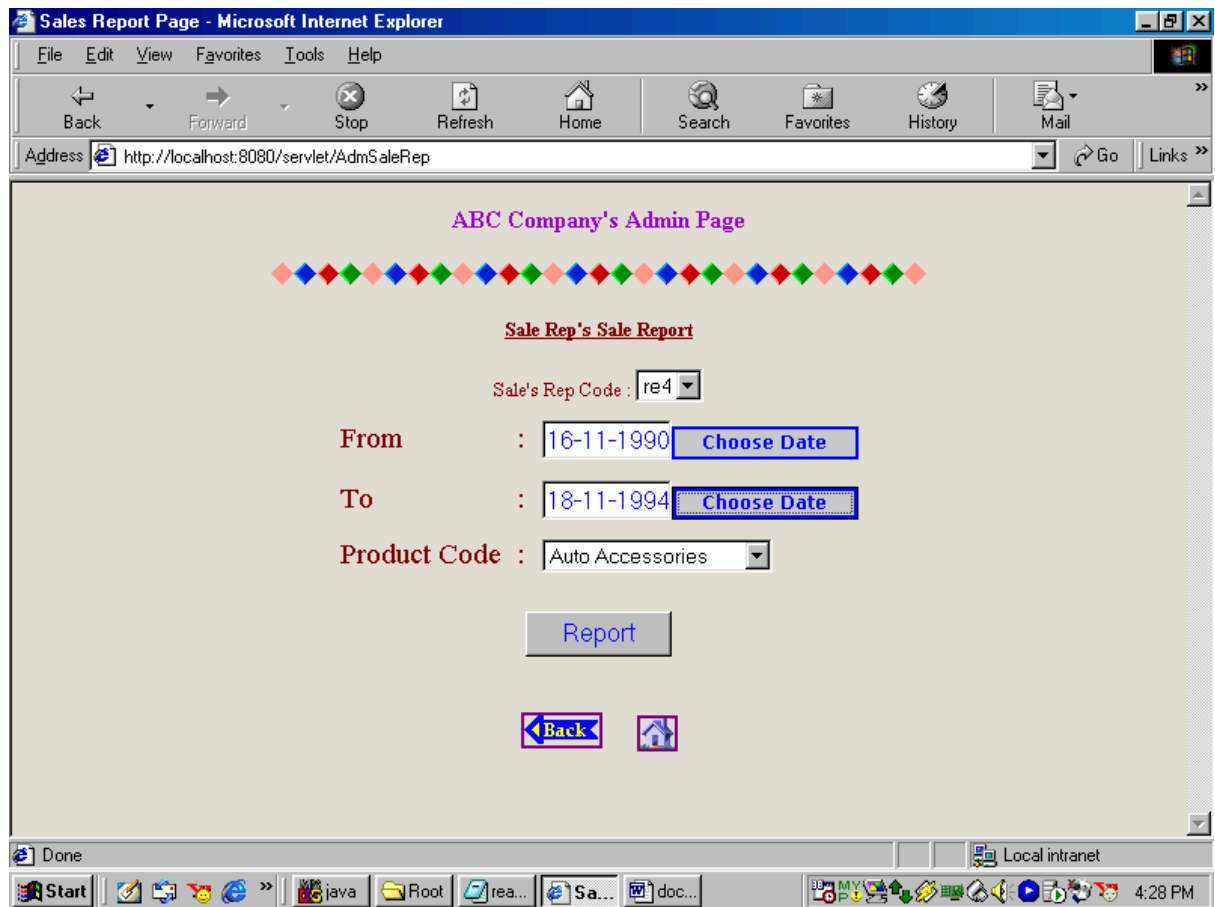 Sales Report Page - Microsoft Internet Explorer
File Edit View Favorites Tools Help
Back Forward Stop Refresh Home Search Favorites History Mail »
Address http://localhost:8080/servlet/AdmSaleRep Go Links »
ABC Company's Admin Page
Sale Rep's Sale Report
Sale's Rep Code : re4
From : 16-11-1990 Choose Date
To : 18-11-1994 Choose Date
Product Code : Auto Accessories
Report
Back
Done Local intranet
Start » java Root rea... Sa... doc... 4:28 PM